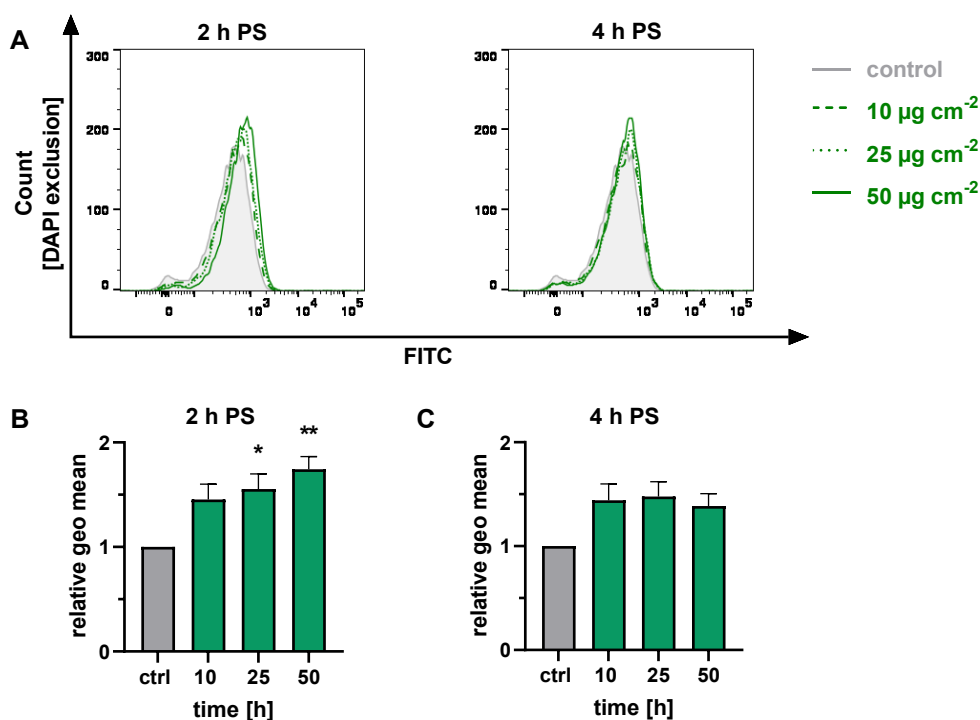 A
2 h PS
4 h PS
control
10 µg cm-2
25 µg cm-2
50 µg cm-2
Count
[DAPI exclusion]
300
200
100
0
0
10³
10⁴
10⁵
300
200
100
0
0
10³
10⁴
10⁵
FITC
B
2 h PS
relative geo mean
2
1
0
*
**
ctrl
10
25
50
time [h]
C
4 h PS
relative geo mean
2
1
0
ctrl
10
25
50
time [h]